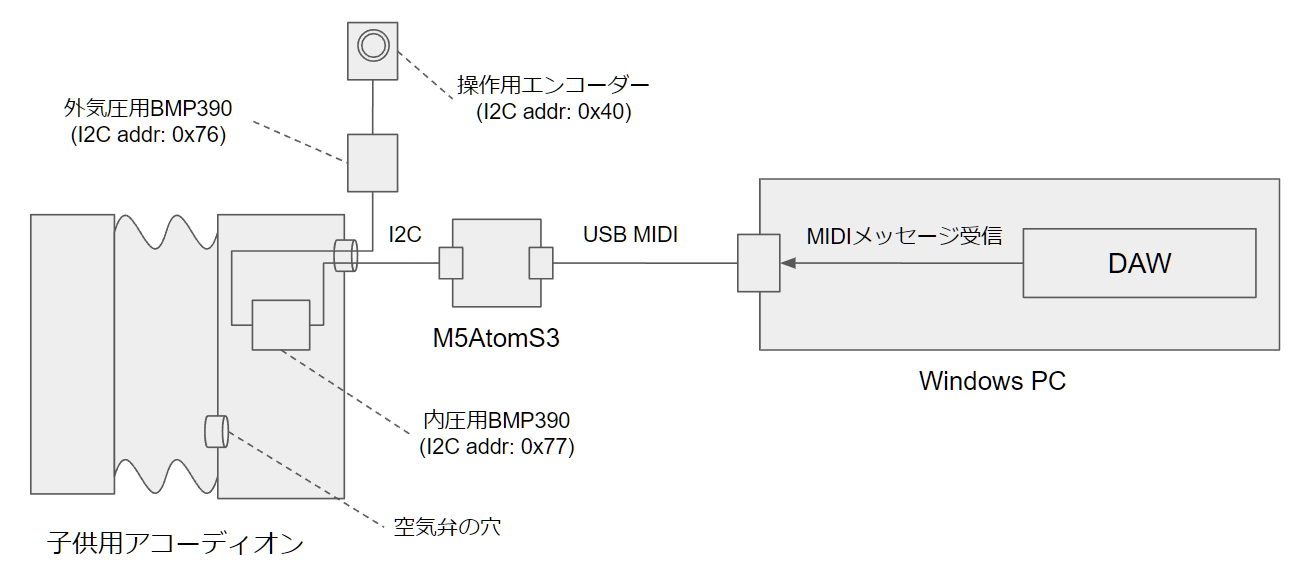 操作用エンコーダー
(I2C addr: 0x40)
外気圧用BMP390
(I2C addr: 0x76)
I2C
USB MIDI
MIDIメッセージ受信
DAW
M5AtomS3
Windows PC
内圧用BMP390
(I2C addr: 0x77)
空気弁の穴
子供用アコーディオン